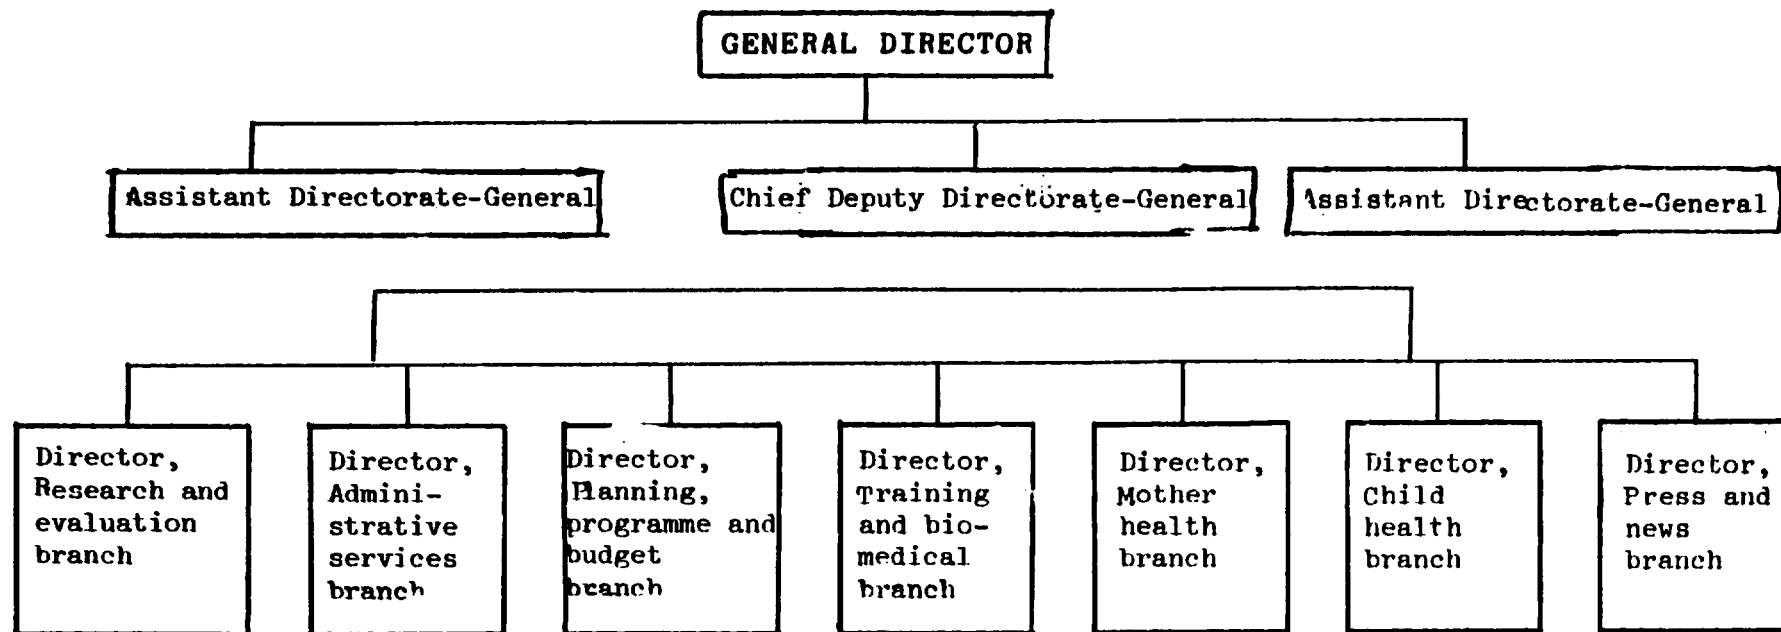 GENERAL DIRECTOR
Assistant Directorate-General
Chief Deputy Directorate-General
Assistant Directorate-General
Director,
Research and
evaluation
branch
Director,
Admini-
strative
services
branch
Director,
Planning,
programme and
budget
branch
Director,
Training
and bio-
medical
branch
Director,
Mother
health
branch
Director,
Child
health
branch
Director,
Press and
news
branch